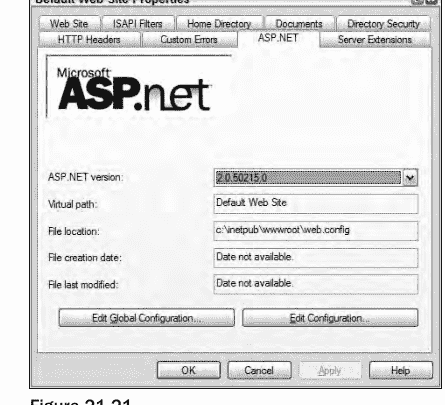 Default Web Site Properties
Web Site ISAPI Filters Home Directory Documents Directory Security
HTTP Headers Custom Errors ASP.NET Server Extensions
Microsoft
ASP.net
ASP.NET version: 2.0.50215.0
Virtual path: Default Web Site
File location: c:\inetpub\wwwroot\web.config
File creation date: Date not available.
File last modified: Date not available.
Edit Global Configuration... Edit Configuration...
OK Cancel Apply Help
Figure 21-21